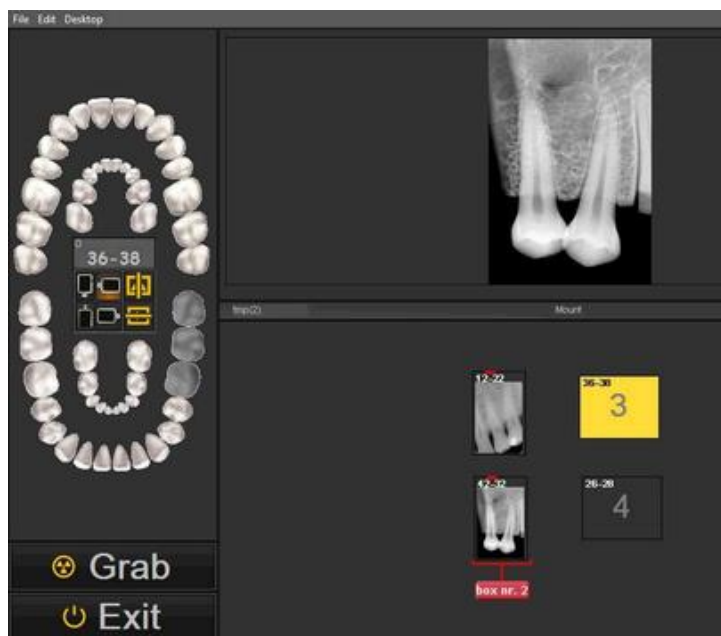 File Edit Desktop
0
36-38
tmp(2)
Mount
12-22
36-38
3
42-32
26-28
4
box nr. 2
Grab
Exit